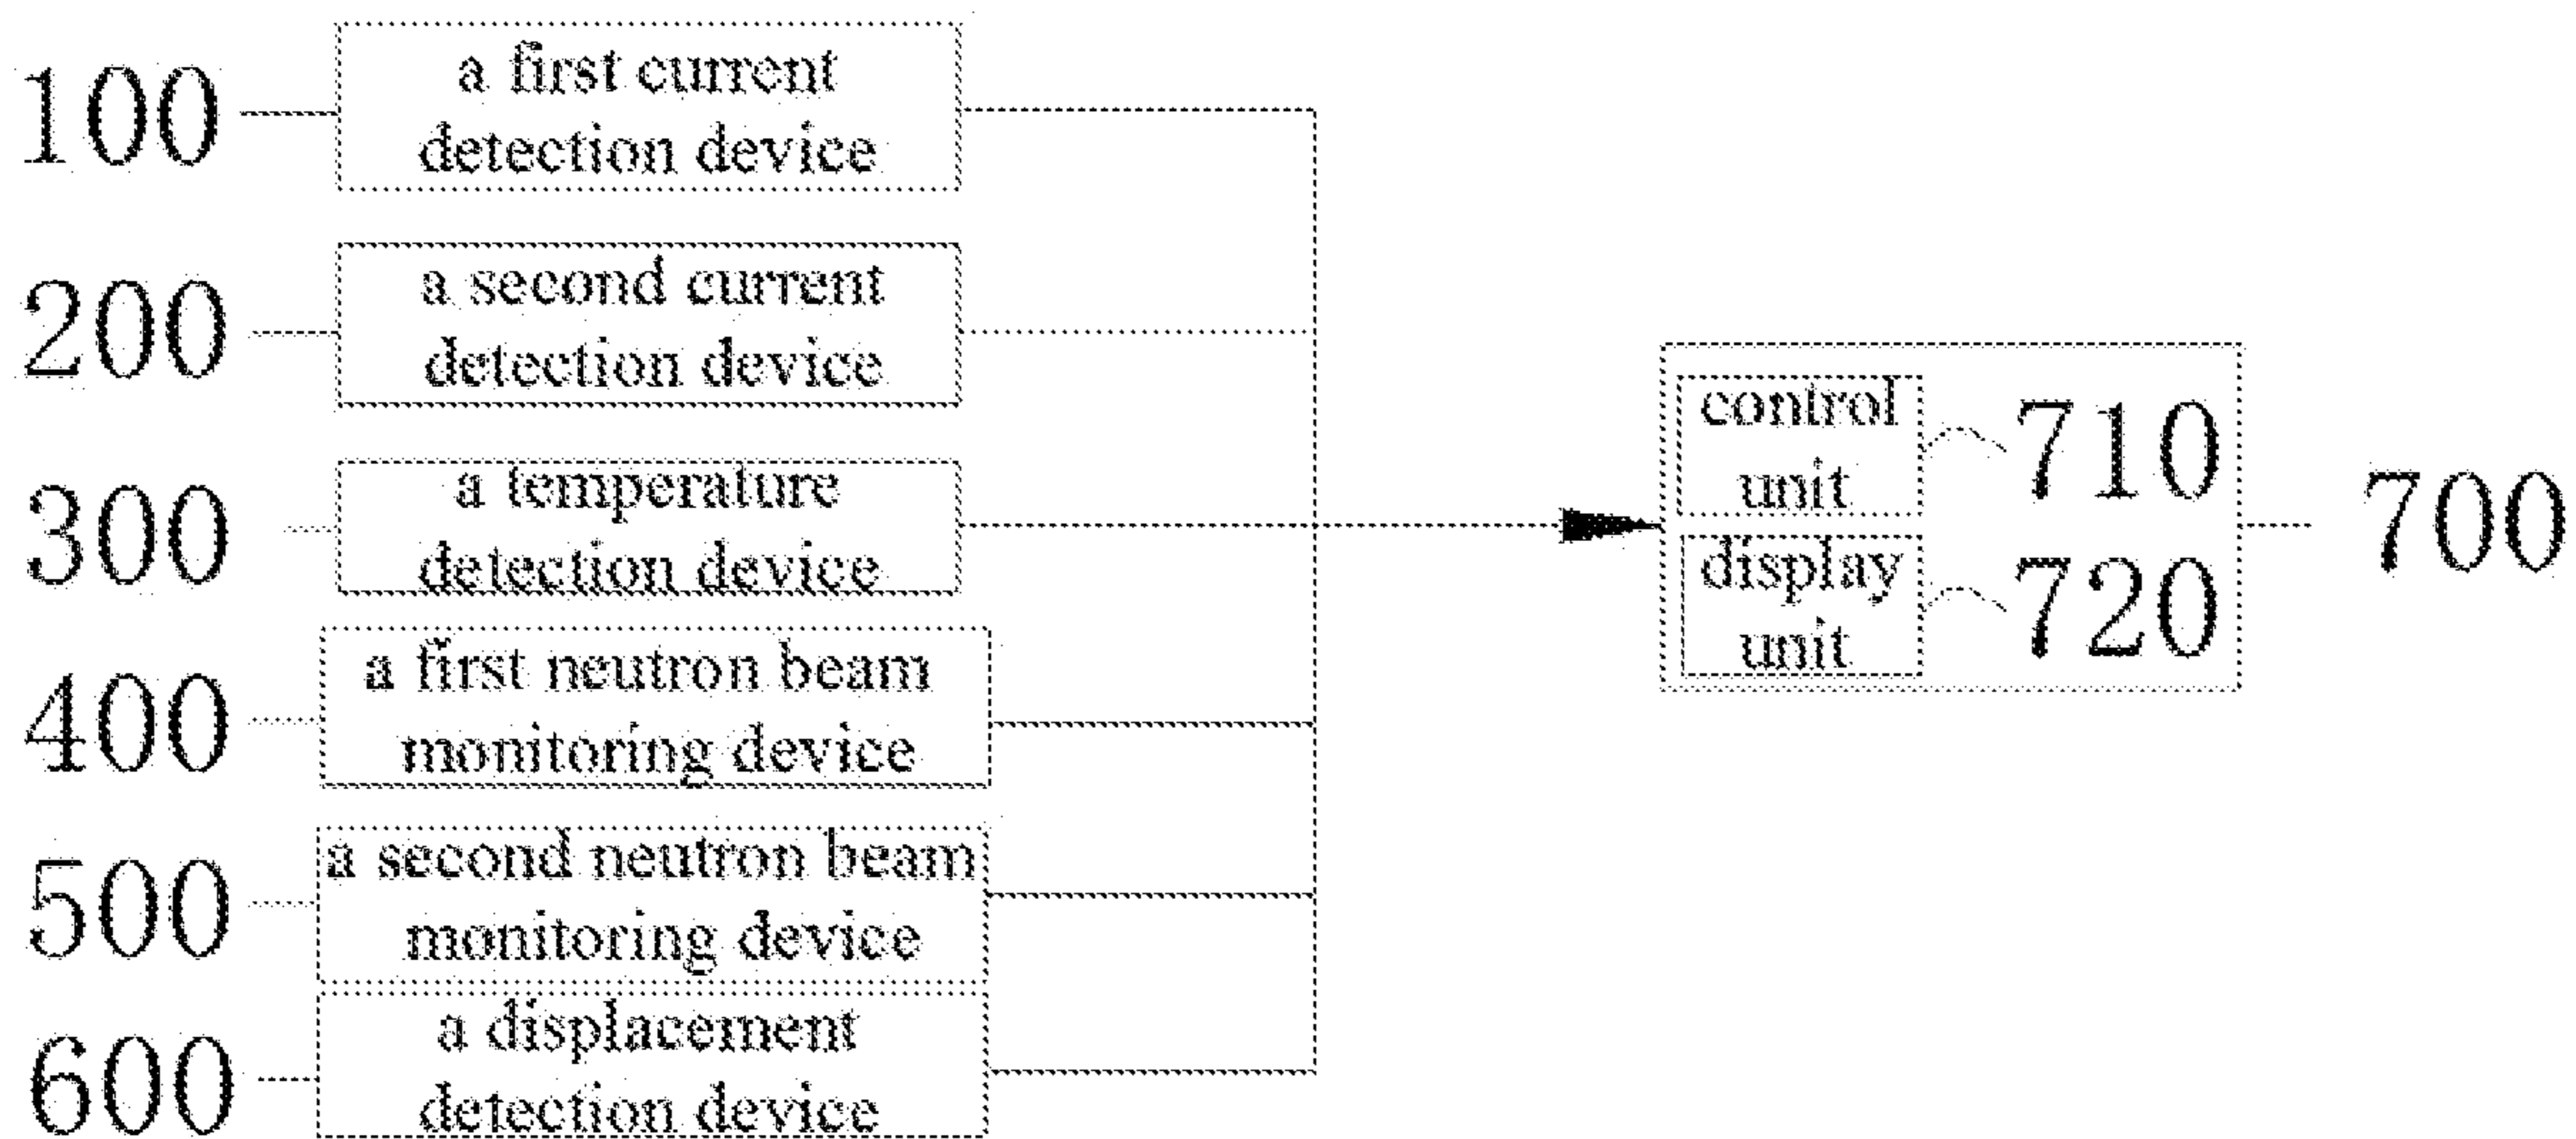 100
a first current
detection device
200
a second current
detection device
300
a temperature
detection device
400
a first neutron beam
monitoring device
500
a second neutron beam
monitoring device
600
a displacement
detection device
control
unit
710
display
unit
720
700